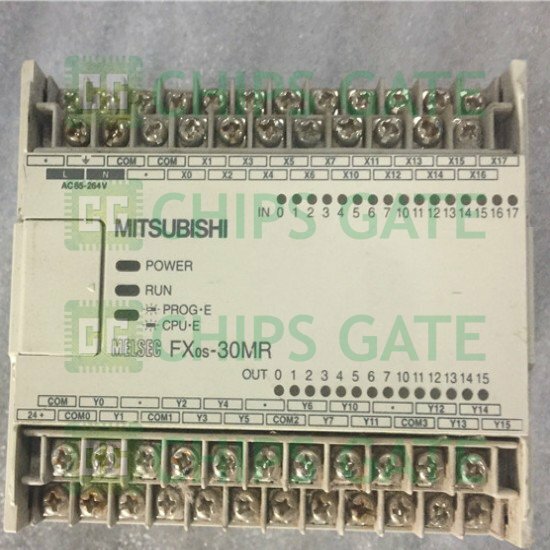 CHIPS GATE
• ⏚ COM COM X1 X3 X5 X7 X11 X13 X15 X17
L N • X0 X2 X4 X6 X10 X12 X14 X16
AC85-264V
IN 0 1 2 3 4 5 6 7 10 11 12 13 14 15 16 17
MITSUBISHI
CHIPS GATE
POWER
RUN
PROG·E
CPU·E
CHIPS GATE
MELSEC FX0S-30MR
OUT 0 1 2 3 4 5 6 7 10 11 12 13 14 15
COM Y0 • Y2 Y4 • Y6 Y10 • Y12 Y14
24+ COM0 Y1 COM1 Y3 Y5 COM2 Y7 Y11 COM3 Y13 Y15
CHIPS GATE